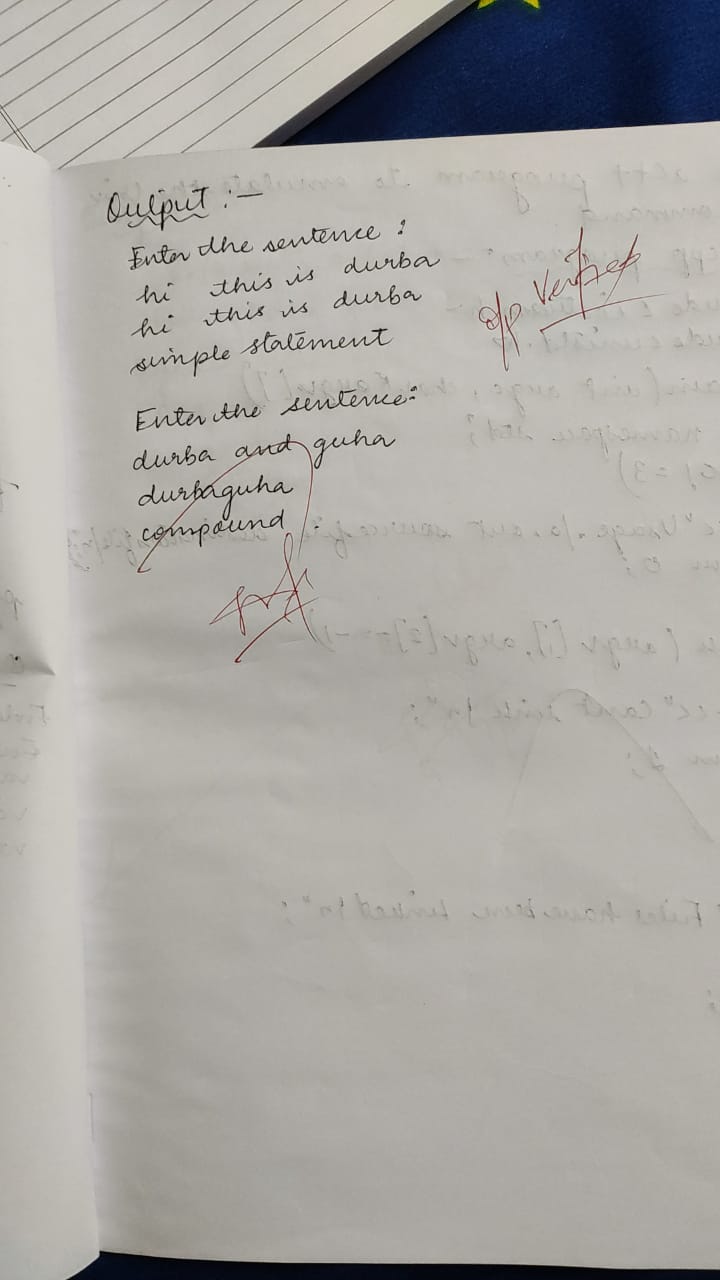 Output :-
Enter the sentence :
hi this is durba
hi this is durba
simple statement
o/p Verified
Enter the sentence:
durba and guha
durbaguha
compound